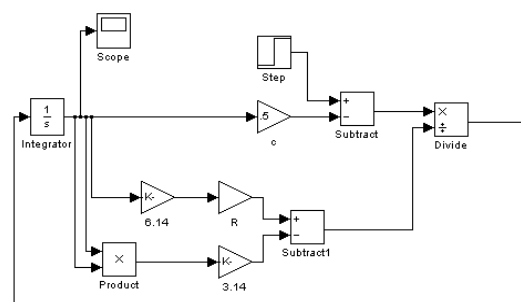 Scope
Step
1
s
Integrator
.5
c
+
−
Subtract
×
÷
Divide
K-
6.14
R
+
−
Subtract1
×
Product
K-
3.14